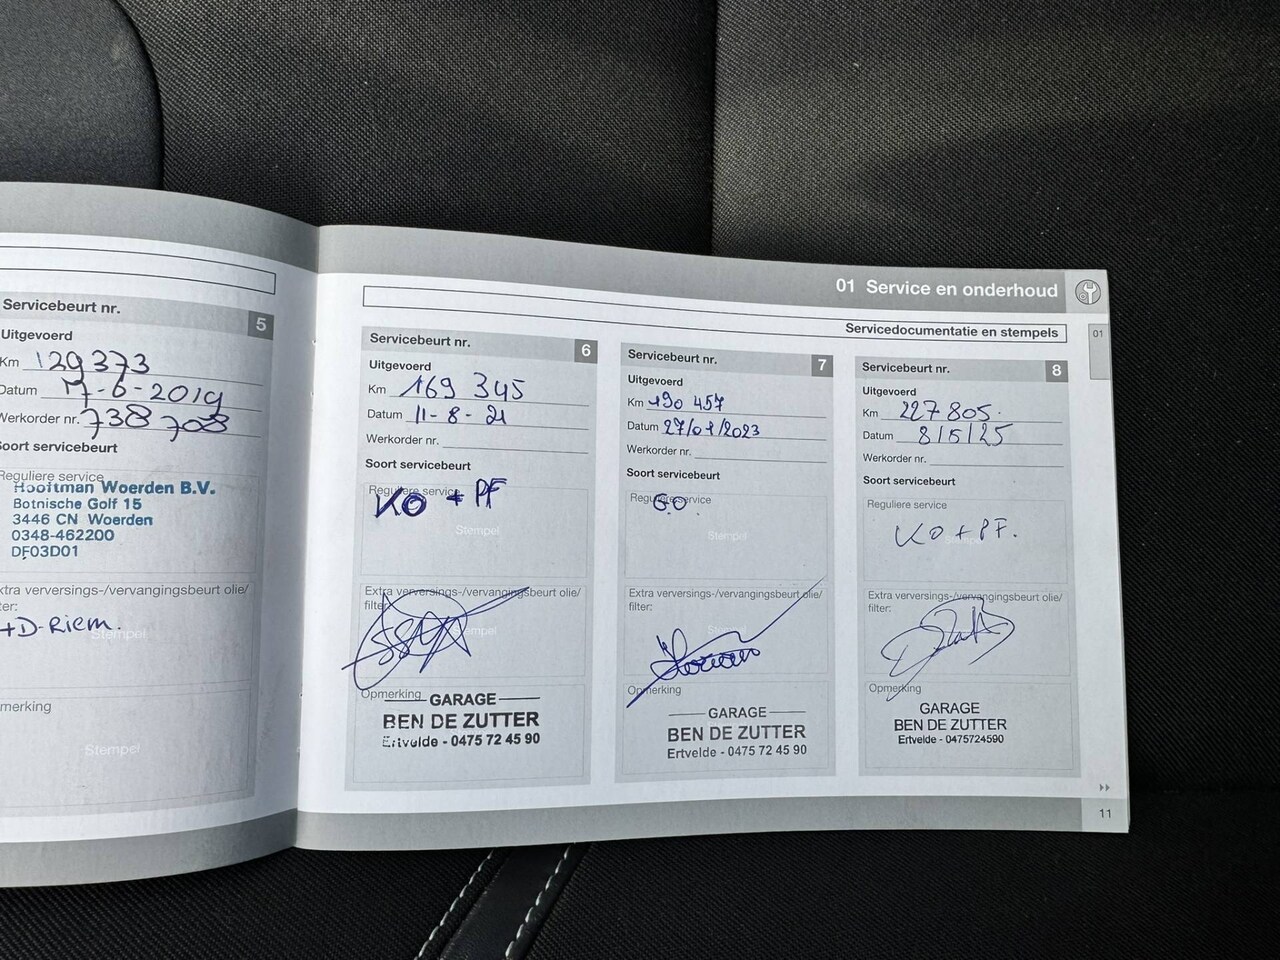 Servicebeurt nr.
5
Uitgevoerd
Km 129373
Datum 17-6-2019
Werkorder nr. 738708
Soort servicebeurt
Reguliere service
Hooftman Woerden B.V.
Botnische Golf 15
3446 CN Woerden
0348-462200
DF03D01
xtra verversings-/vervangingsbeurt olie/
ter:
+D-Riem.
Stempel
merking
Stempel
01 Service en onderhoud
Servicedocumentatie en stempels
01
Servicebeurt nr.
6
Uitgevoerd
Km 169 345
Datum 11-8-21
Werkorder nr.
Soort servicebeurt
Reguliere service
KO + PF
Stempel
Extra verversings-/vervangingsbeurt olie/
filter:
Stempel
Opmerking
GARAGE
BEN DE ZUTTER
Ertvelde - 0475 72 45 90
Servicebeurt nr.
7
Uitgevoerd
Km 190 457
Datum 27/01/2023
Werkorder nr.
Soort servicebeurt
Reguliere service
G.O.
Stempel
Extra verversings-/vervangingsbeurt olie/
filter:
Stempel
Opmerking
GARAGE
BEN DE ZUTTER
Ertvelde - 0475 72 45 90
Servicebeurt nr.
8
Uitgevoerd
Km 227 805.
Datum 8/5/25
Werkorder nr.
Soort servicebeurt
Reguliere service
KO + PF.
Stempel
Extra verversings-/vervangingsbeurt olie/
filter:
Opmerking
GARAGE
BEN DE ZUTTER
Ertvelde - 0475724590
11